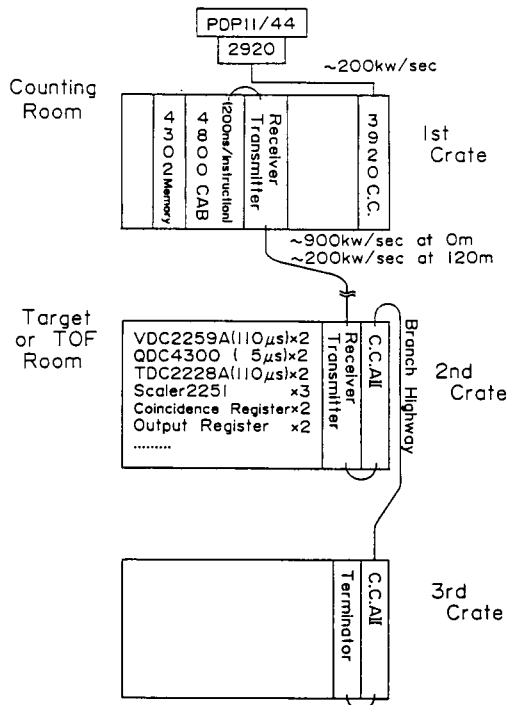 PDP11/44
2920
~200kw/sec
Counting
Room
4302 Memory
4800 CAB
(200ns/instruction)
Receiver
Transmitter
3920 C.C.
1st
Crate
~900kw/sec at 0m
~200kw/sec at 120m
Target
or TOF
Room
VDC2259A(110μs)×2
QDC4300 ( 5μs)×2
TDC2228A(110μs)×2
Scaler2251 ×3
Coincidence Register×2
Output Register ×2
.........
Receiver
Transmitter
C.C.AII
Branch Highway
2nd
Crate
Terminator
C.C.AII
3rd
Crate